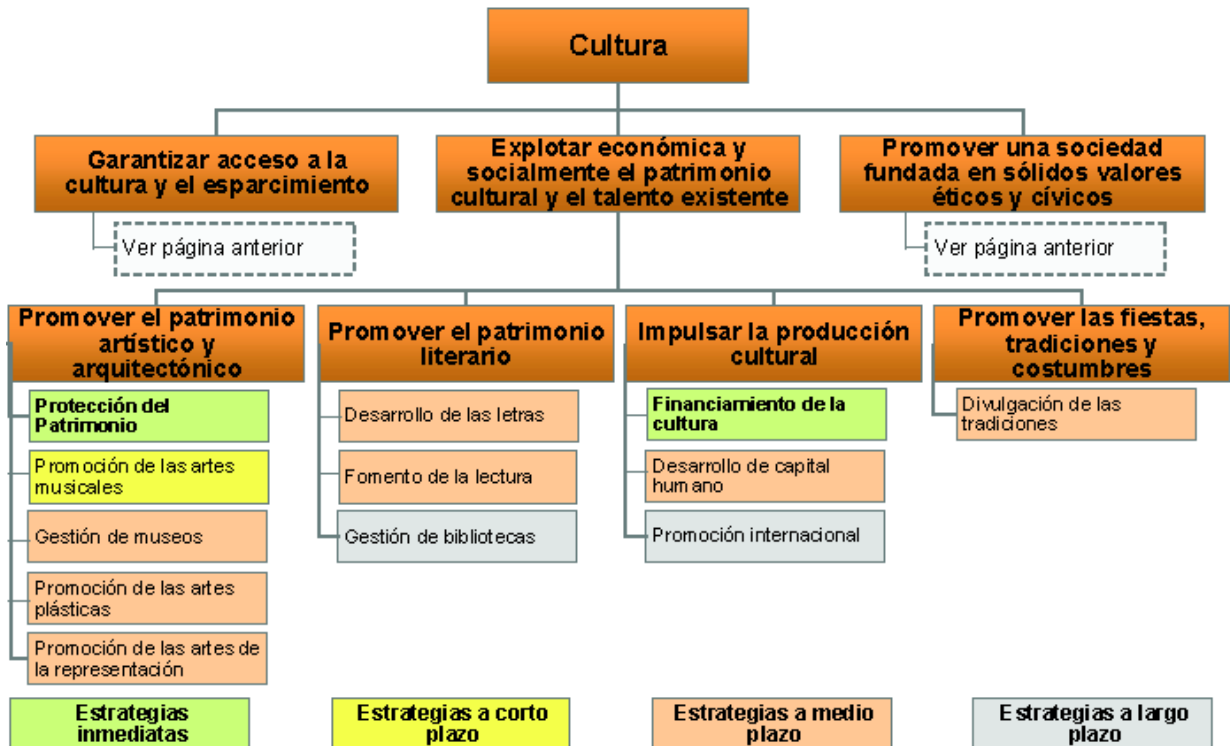 Cultura
Garantizar acceso a la
cultura y el esparcimiento
Explotar económica y
socialmente el patrimonio
cultural y el talento existente
Promover una sociedad
fundada en sólidos valores
éticos y cívicos
Ver página anterior
Ver página anterior
Promover el patrimonio
artístico y
arquitectónico
Promover el patrimonio
literario
Impulsar la producción
cultural
Promover las fiestas,
tradiciones y
costumbres
Protección del
Patrimonio
Promoción de las artes
musicales
Gestión de museos
Promoción de las artes
plásticas
Promoción de las artes de
la representación
Desarrollo de las letras
Fomento de la lectura
Gestión de bibliotecas
Financiamiento de la
cultura
Desarrollo de capital
humano
Promoción internacional
Divulgación de las
tradiciones
Estrategias
inmediatas
Estrategias a corto
plazo
Estrategias a medio
plazo
Estrategias a largo
plazo